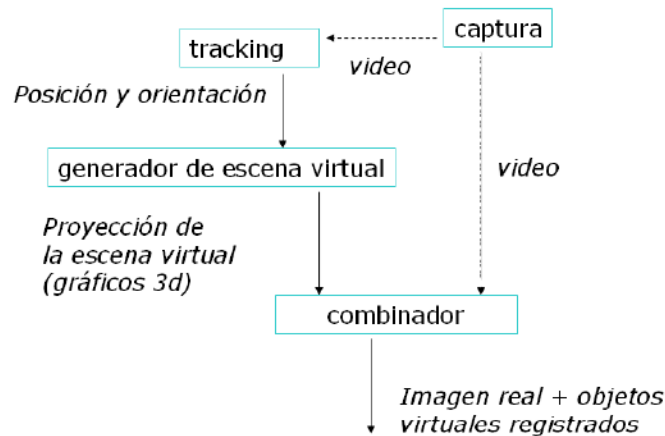 captura
tracking
video
Posición y orientación
generador de escena virtual
video
Proyección de
la escena virtual
(gráficos 3d)
combinador
Imagen real + objetos
virtuales registrados